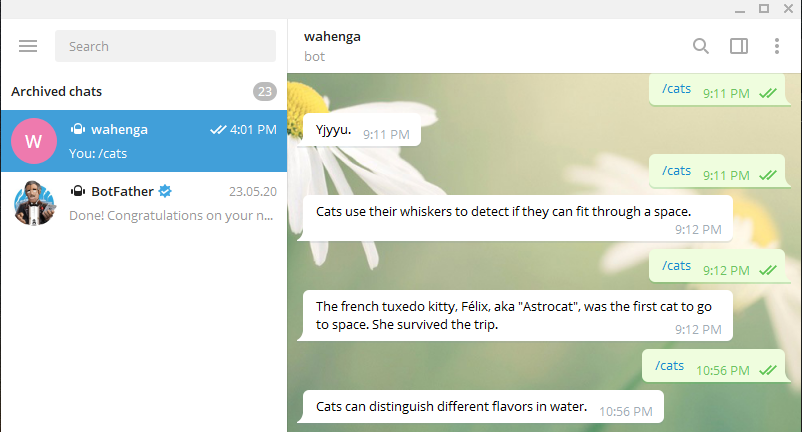 Search
Archived chats 23
W
wahenga 4:01 PM
You: /cats
BotFather 23.05.20
Done! Congratulations on your n...
wahenga
bot
/cats 9:11 PM
Yjyyu. 9:11 PM
/cats 9:11 PM
Cats use their whiskers to detect if they can fit through a space.
9:12 PM
/cats 9:12 PM
The french tuxedo kitty, Félix, aka "Astrocat", was the first cat to go
to space. She survived the trip.
9:12 PM
/cats 10:56 PM
Cats can distinguish different flavors in water. 10:56 PM